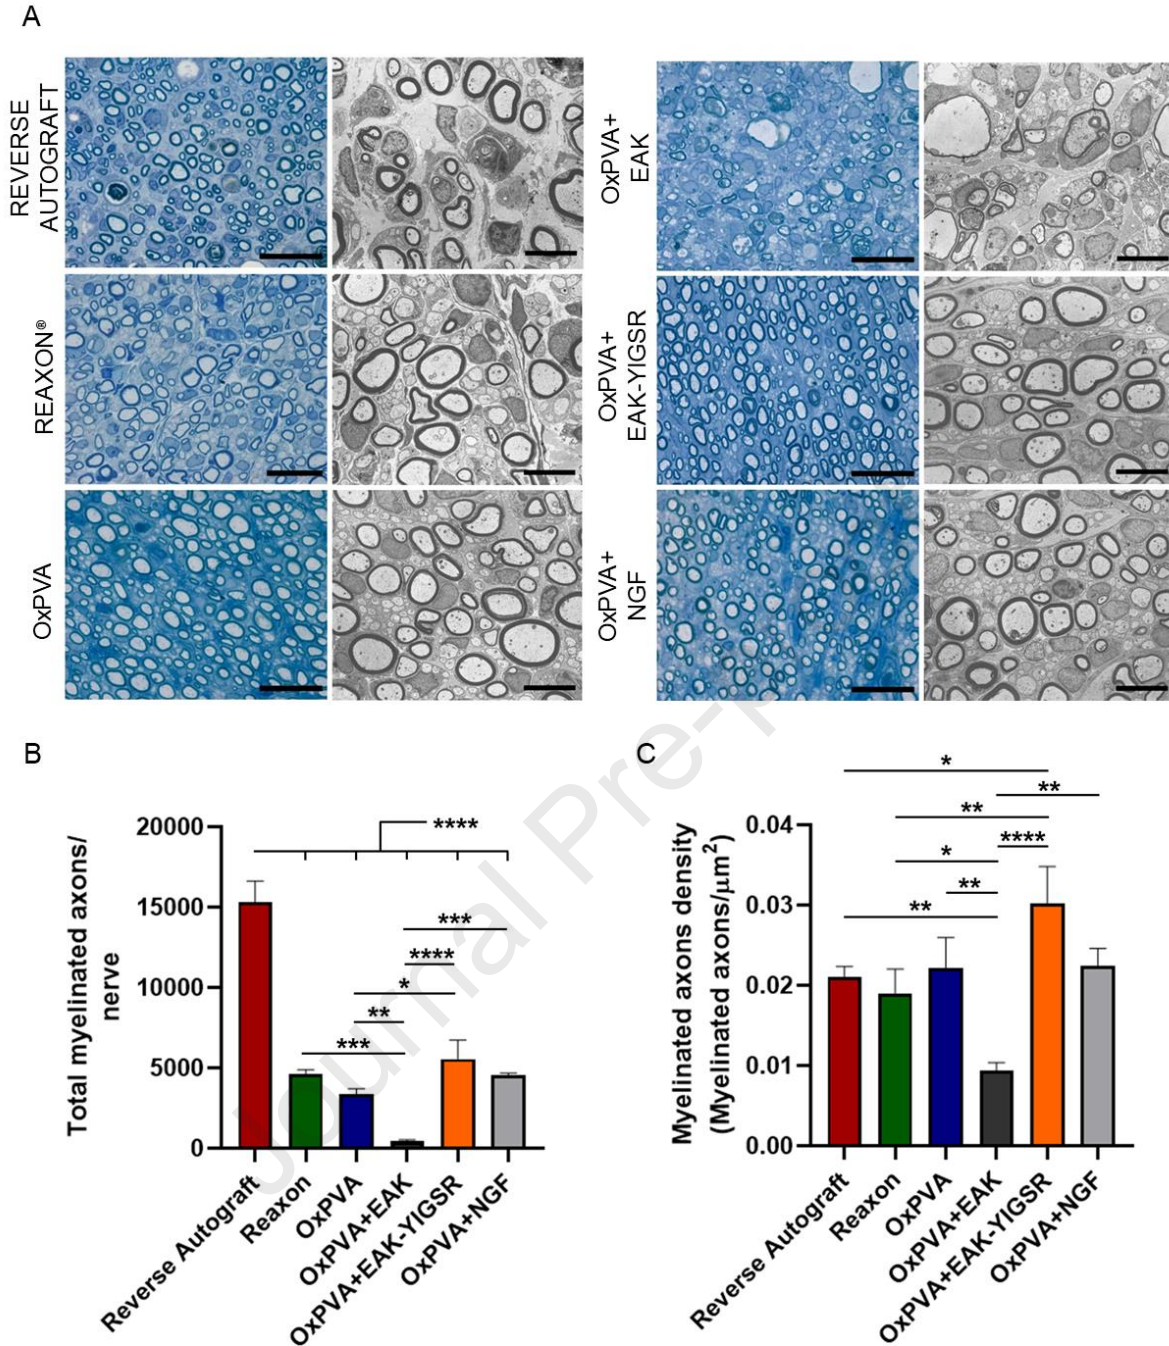 A
REVERSE
AUTOGRAFT
REAXON®
OxPVA
OxPVA+
EAK
OxPVA+
EAK-YIGSR
OxPVA+
NGF
B
Total myelinated axons/
nerve
20000
15000
10000
5000
0
****
***
****
*
**
***
Reverse Autograft
Reaxon
OxPVA
OxPVA+EAK
OxPVA+EAK-YIGSR
OxPVA+NGF
C
Myelinated axons density
(Myelinated axons/μm²)
0.04
0.03
0.02
0.01
0.00
*
**
**
****
*
**
**
Reverse Autograft
Reaxon
OxPVA
OxPVA+EAK
OxPVA+EAK-YIGSR
OxPVA+NGF
Journal Pre-p